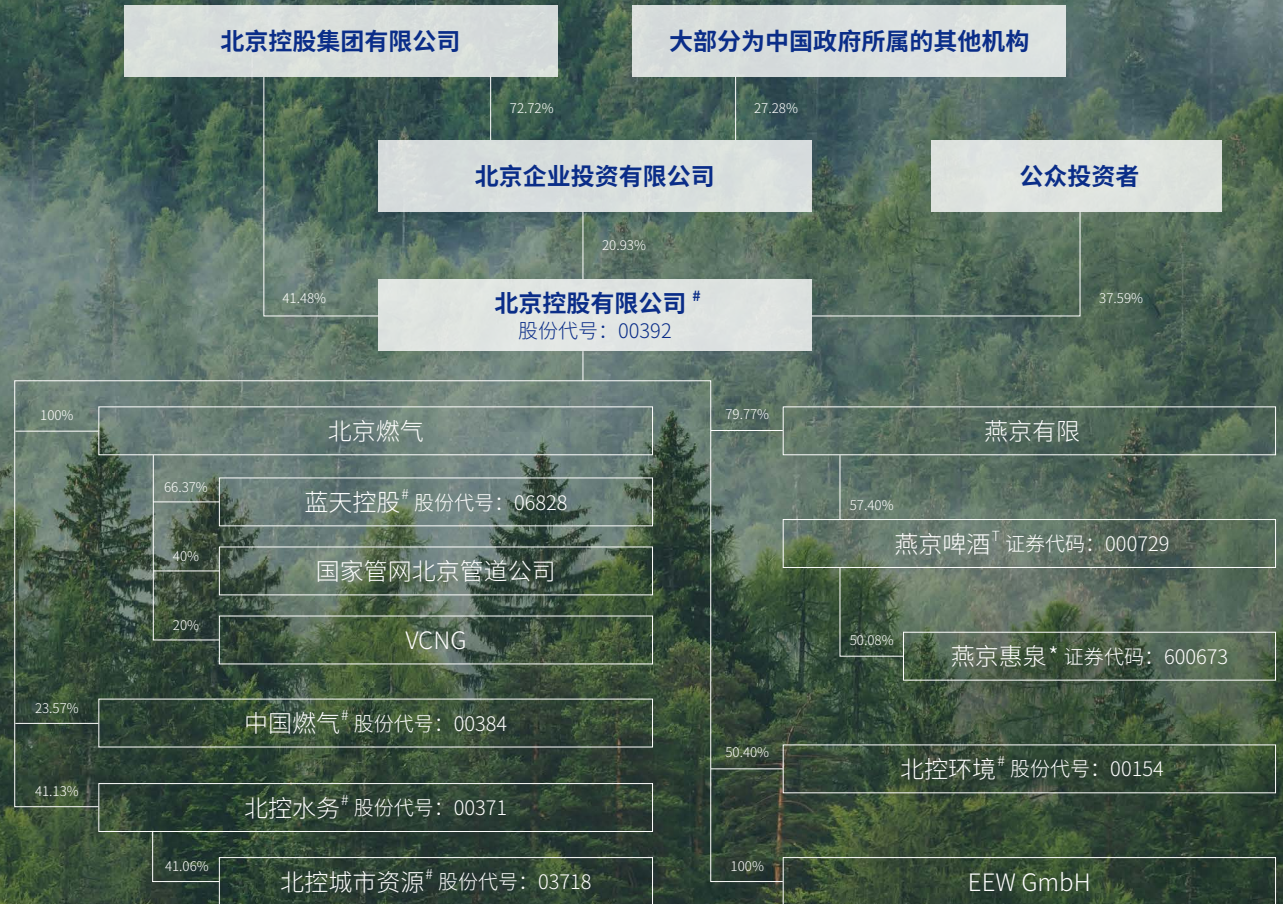 北京控股集团有限公司
大部分为中国政府所属的其他机构
72.72%
27.28%
北京企业投资有限公司
公众投资者
20.93%
41.48%
37.59%
北京控股有限公司 #
股份代号：00392
100%
北京燃气
66.37%
蓝天控股# 股份代号：06828
40%
国家管网北京管道公司
20%
VCNG
23.57%
中国燃气# 股份代号：00384
41.13%
北控水务# 股份代号：00371
41.06%
北控城市资源# 股份代号：03718
79.77%
燕京有限
57.40%
燕京啤酒T 证券代码：000729
50.08%
燕京惠泉* 证券代码：600673
50.40%
北控环境# 股份代号：00154
100%
EEW GmbH